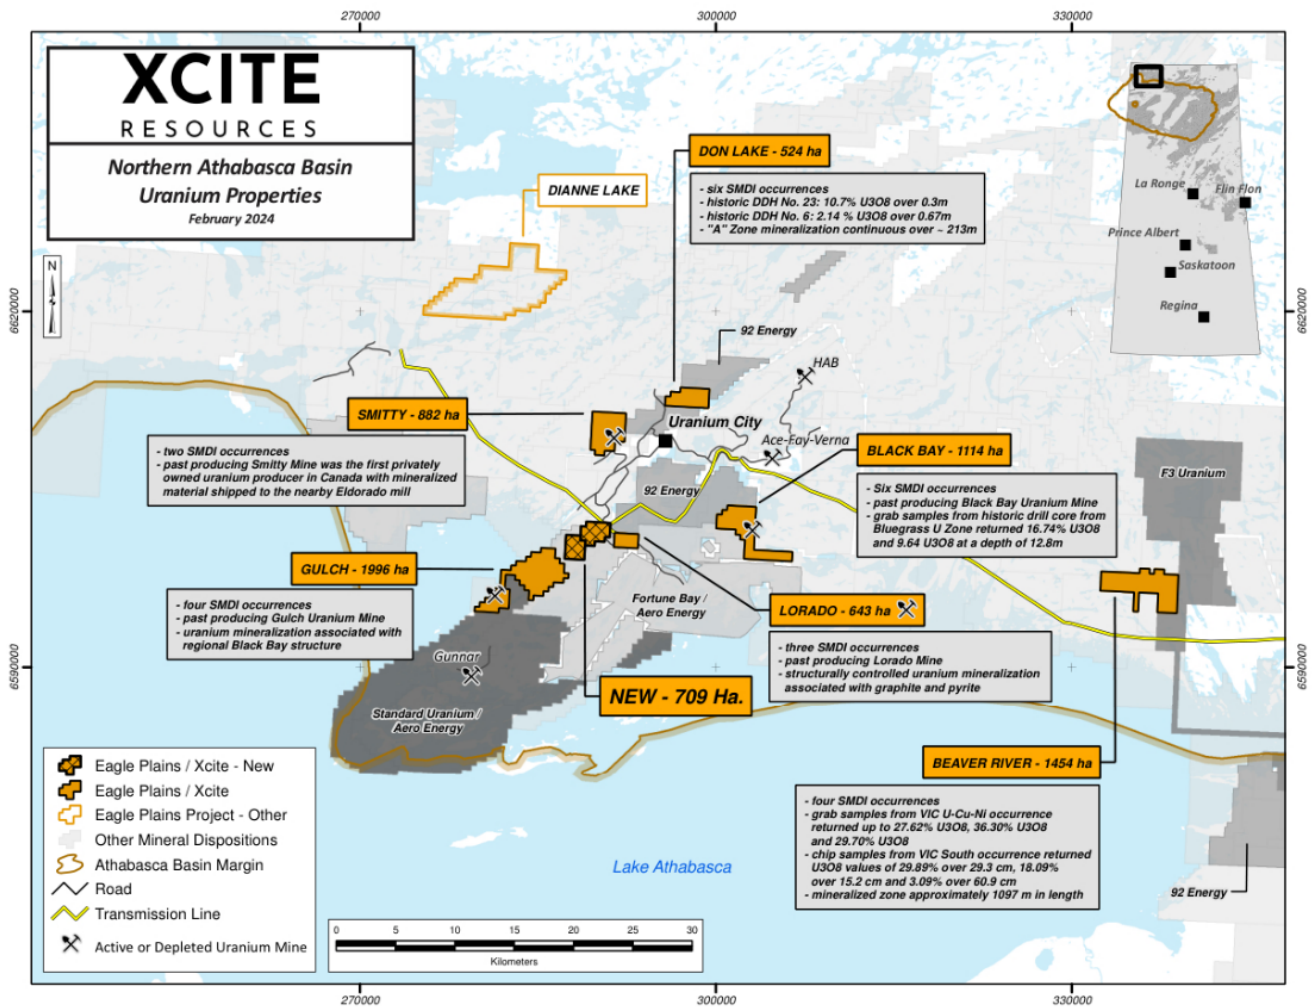 270000
300000
330000
XCITE
RESOURCES
Northern Athabasca Basin
Uranium Properties
February 2024
N
DIANNE LAKE
DON LAKE - 524 ha
- six SMDI occurrences
- historic DDH No. 23: 10.7% U3O8 over 0.3m
- historic DDH No. 6: 2.14 % U3O8 over 0.67m
- "A" Zone mineralization continuous over ~ 213m
La Ronge
Flin Flon
Prince Albert
Saskatoon
Regina
6620000
6620000
92 Energy
HAB
SMITTY - 882 ha
- two SMDI occurrences
- past producing Smitty Mine was the first privately
owned uranium producer in Canada with mineralized
material shipped to the nearby Eldorado mill
Uranium City
Ace-Fay-Verna
BLACK BAY - 1114 ha
- Six SMDI occurrences
- past producing Black Bay Uranium Mine
- grab samples from historic drill core from
Bluegrass U Zone returned 16.74% U3O8
and 9.64 U3O8 at a depth of 12.8m
F3 Uranium
92 Energy
GULCH - 1996 ha
- four SMDI occurrences
- past producing Gulch Uranium Mine
- uranium mineralization associated with
regional Black Bay structure
Fortune Bay /
Aero Energy
LORADO - 643 ha
- three SMDI occurrences
- past producing Lorado Mine
- structurally controlled uranium mineralization
associated with graphite and pyrite
Gunnar
6590000
6590000
NEW - 709 Ha.
Standard Uranium /
Aero Energy
BEAVER RIVER - 1454 ha
- four SMDI occurrences
- grab samples from VIC U-Cu-Ni occurrence
returned up to 27.62% U3O8, 36.30% U3O8
and 29.70% U3O8
- chip samples from VIC South occurrence returned
U3O8 values of 29.89% over 29.3 cm, 18.09%
over 15.2 cm and 3.09% over 60.9 cm
- mineralized zone approximately 1097 m in length
92 Energy
Eagle Plains / Xcite - New
Eagle Plains / Xcite
Eagle Plains Project - Other
Other Mineral Dispositions
Athabasca Basin Margin
Road
Transmission Line
Active or Depleted Uranium Mine
Lake Athabasca
0 5 10 15 20 25 30
Kilometers
270000
300000
330000